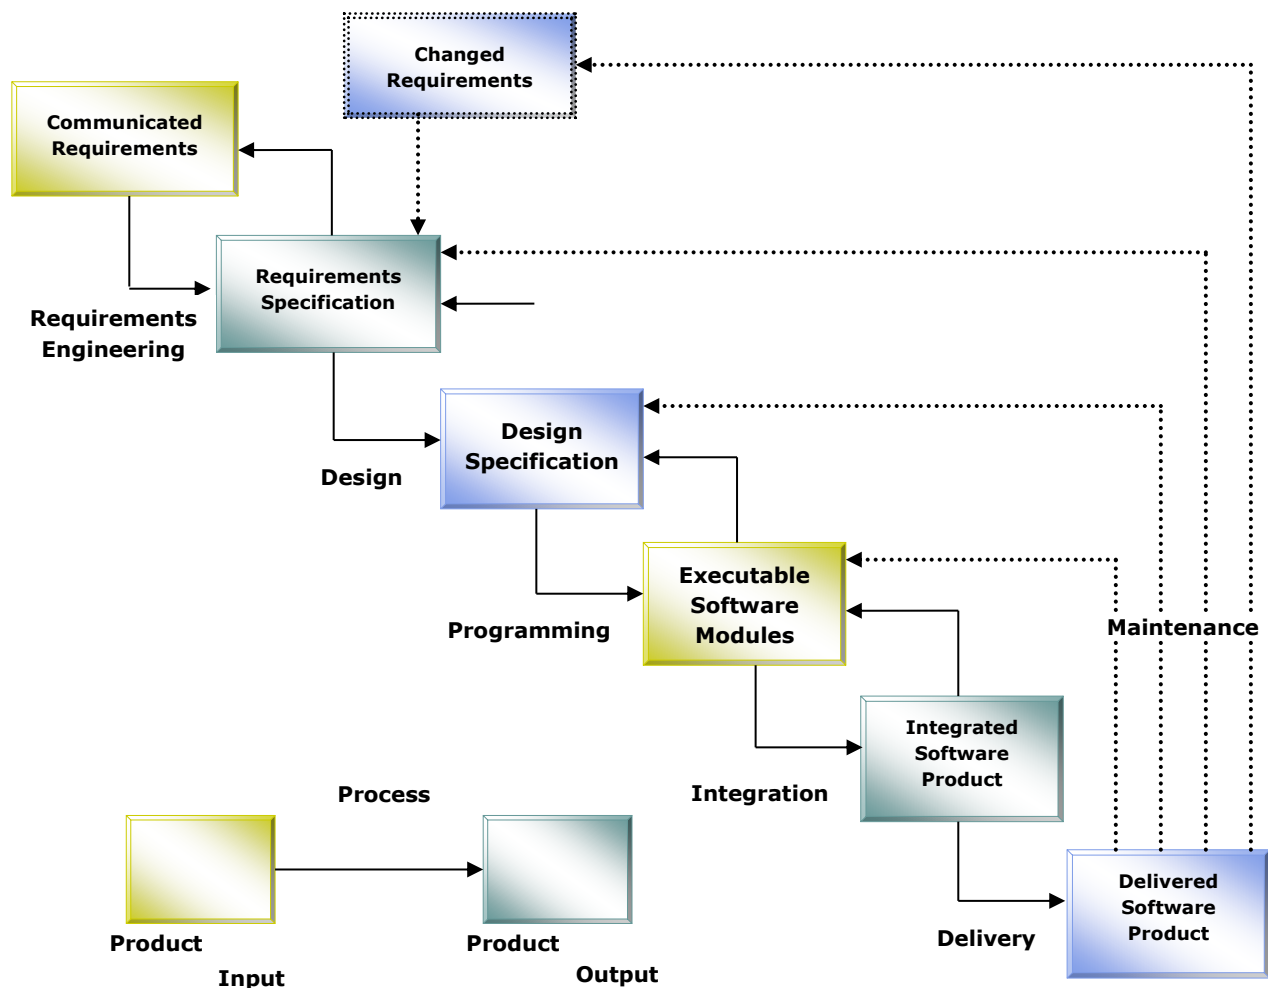 Changed
Requirements
Communicated
Requirements
Requirements
Specification
Requirements
Engineering
Design
Specification
Design
Executable
Software
Modules
Programming
Maintenance
Integrated
Software
Product
Integration
Process
Delivered
Software
Product
Delivery
Product
Input
Product
Output